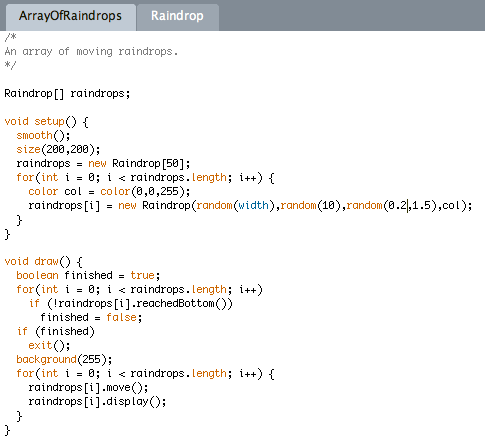 ArrayOfRaindrops Raindrop
/*
An array of moving raindrops.
*/
Raindrop[] raindrops;
void setup() {
smooth();
size(200,200);
raindrops = new Raindrop[50];
for(int i = 0; i < raindrops.length; i++) {
color col = color(0,0,255);
raindrops[i] = new Raindrop(random(width),random(10),random(0.2,1.5),col);
}
}
void draw() {
boolean finished = true;
for(int i = 0; i < raindrops.length; i++)
if (!raindrops[i].reachedBottom())
finished = false;
if (finished)
exit();
background(255);
for(int i = 0; i < raindrops.length; i++) {
raindrops[i].move();
raindrops[i].display();
}
}